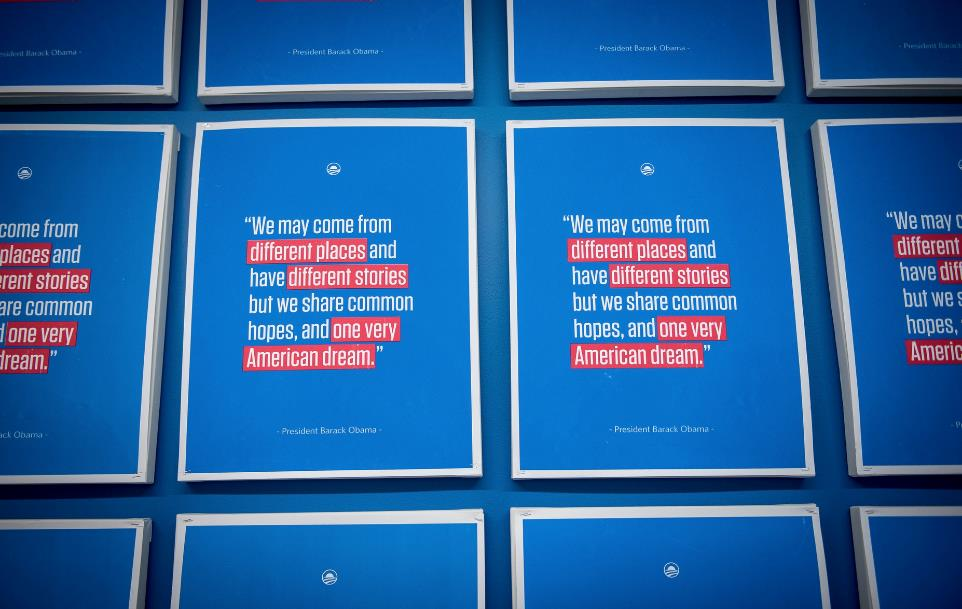 esident Barack Obama -
- President Barack Obama -
- President Barack Obama -
- President Barack
come from
places and
erent stories
are common
d one very
dream.”
ack Obama -
“We may come from
different places and
have different stories
but we share common
hopes, and one very
American dream.”
- President Barack Obama -
“We may come from
different places and
have different stories
but we share common
hopes, and one very
American dream.”
- President Barack Obama -
“We may c
different
have diff
but we s
hopes,
Americ